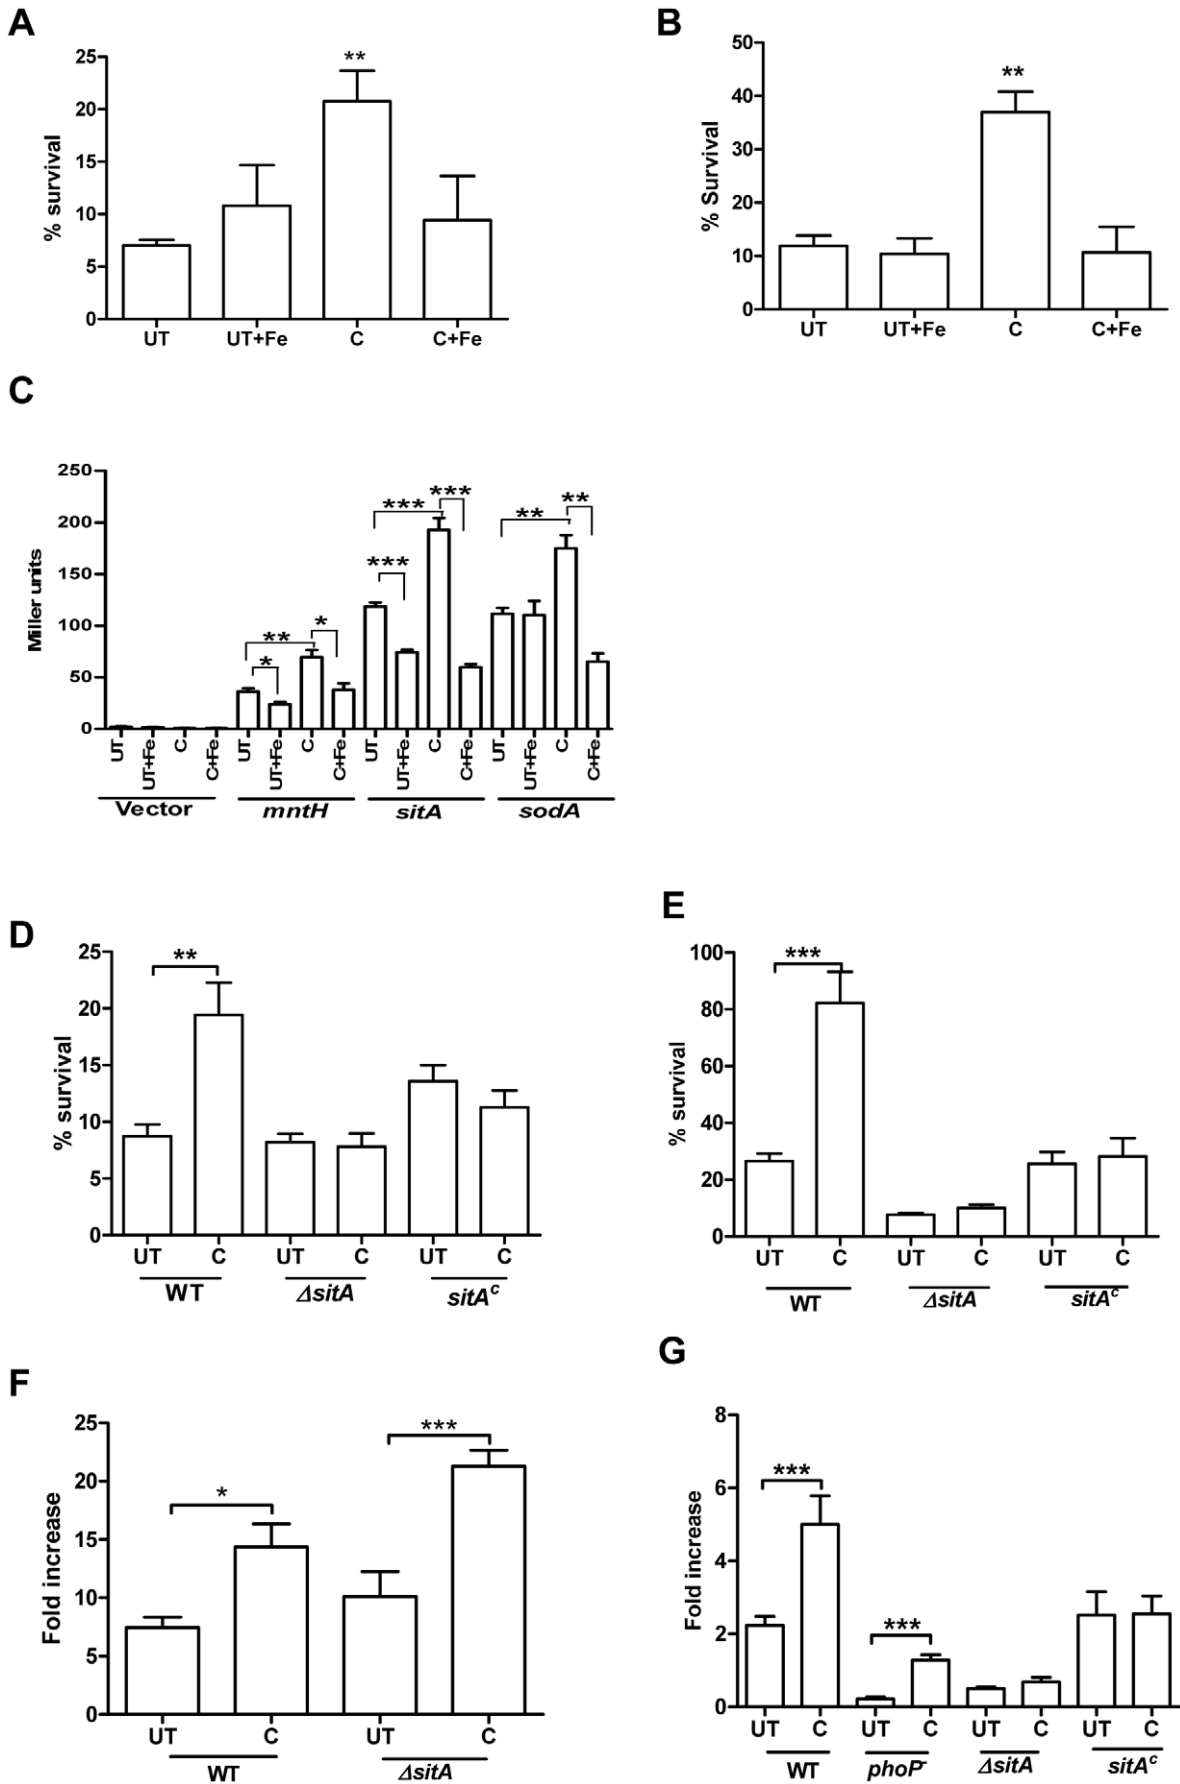 A
25
20
15
10
5
0
% survival
**
UT
UT+Fe
C
C+Fe
B
50
40
30
20
10
0
% Survival
**
UT
UT+Fe
C
C+Fe
C
250
200
150
100
50
0
Miller units
*** ***
** **
***
*
**
*
UT
UT+Fe
C
C+Fe
UT
UT+Fe
C
C+Fe
UT
UT+Fe
C
C+Fe
UT
UT+Fe
C
C+Fe
Vector mntH sitA sodA
D
25
20
15
10
5
0
% survival
**
UT C UT C UT C
WT ΔsitA sitAᶜ
E
100
80
60
40
20
0
% survival
***
UT C UT C UT C
WT ΔsitA sitAᶜ
F
25
20
15
10
5
0
Fold increase
*
***
UT C UT C
WT ΔsitA
G
8
6
4
2
0
Fold increase
***
***
UT C UT C UT C UT C
WT phoP⁻ ΔsitA sitAᶜ